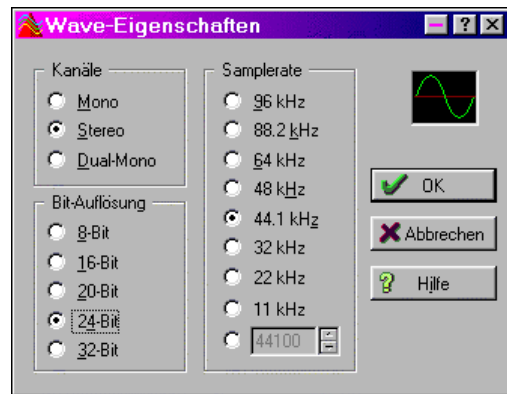 Wave-Eigenschaften
Kanäle
Mono
Stereo
Dual-Mono
Bit-Auflösung
8-Bit
16-Bit
20-Bit
24-Bit
32-Bit
Samplerate
96 kHz
88.2 kHz
64 kHz
48 kHz
44.1 kHz
32 kHz
22 kHz
11 kHz
44100
OK
Abbrechen
Hilfe